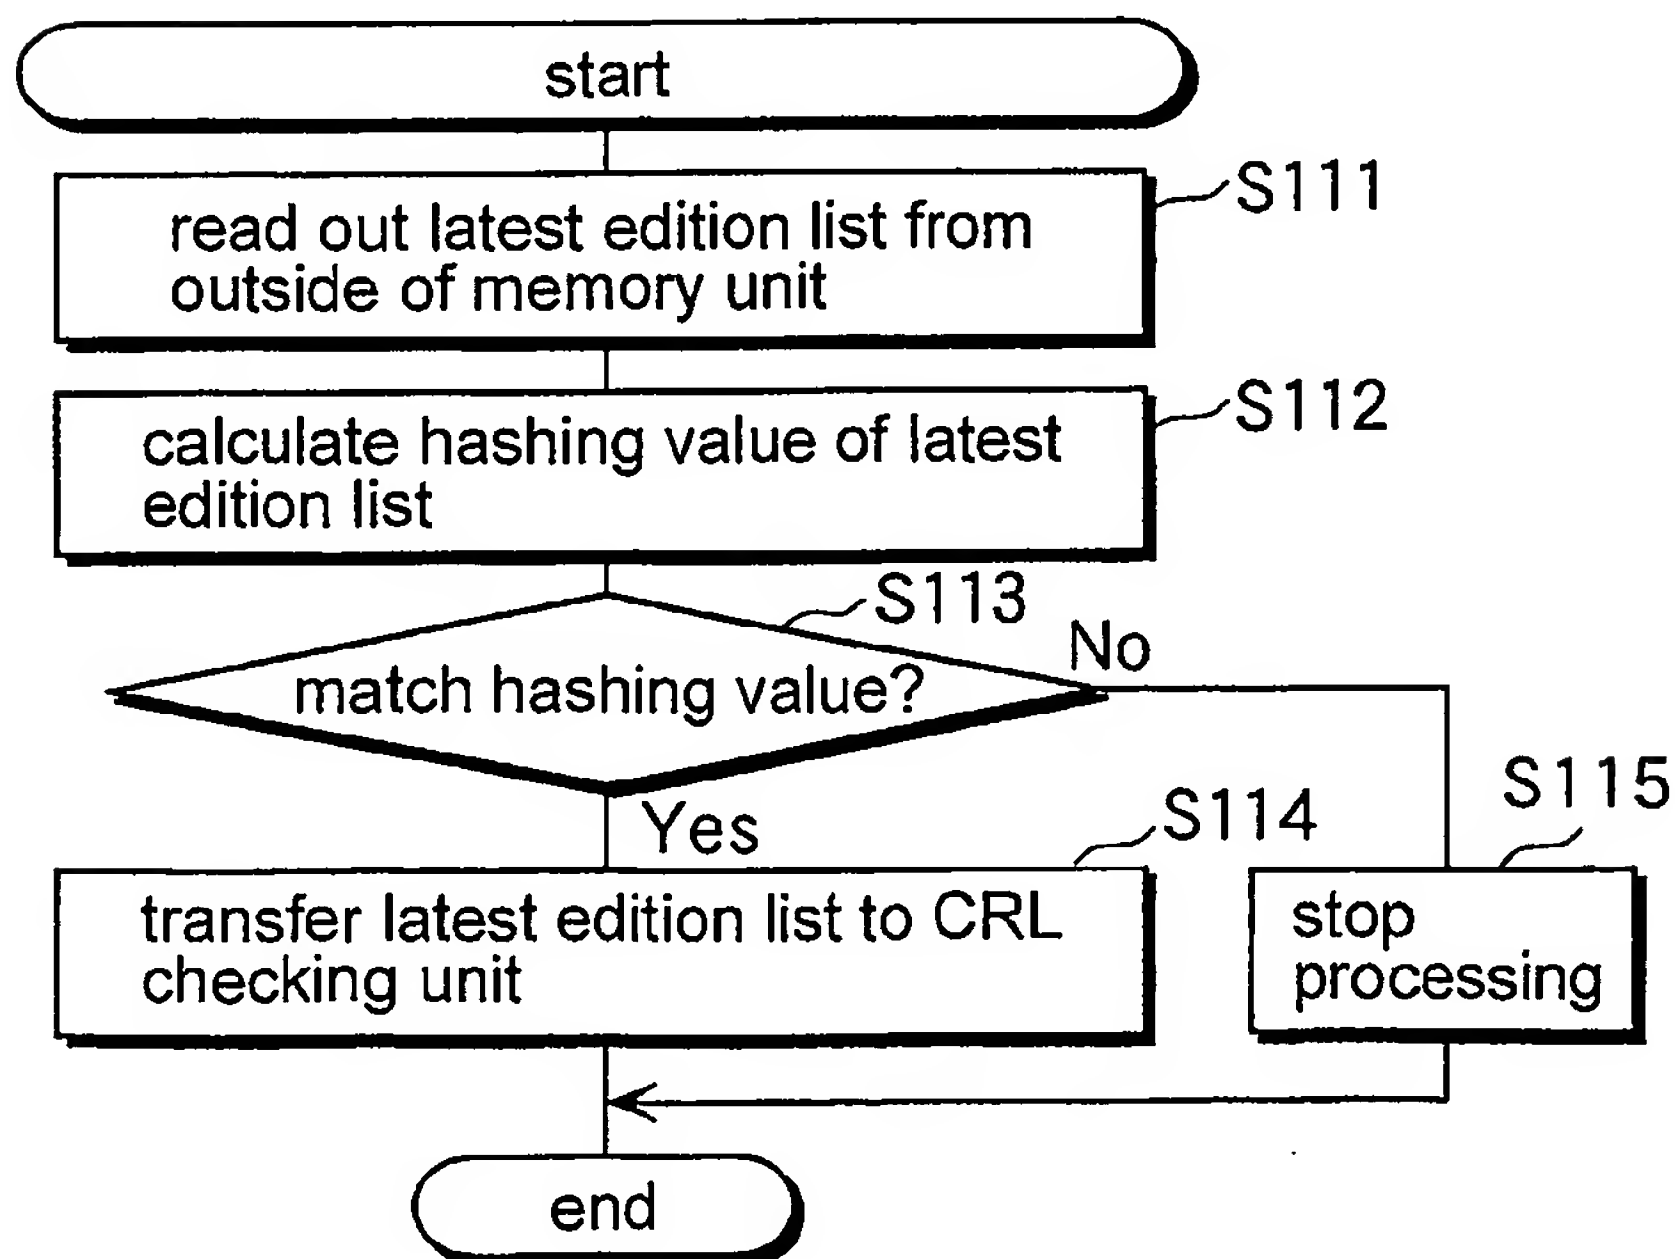 start
S111
read out latest edition list from
outside of memory unit
S112
calculate hashing value of latest
edition list
S113
No
match hashing value?
Yes
S114
S115
transfer latest edition list to CRL
checking unit
stop
processing
end